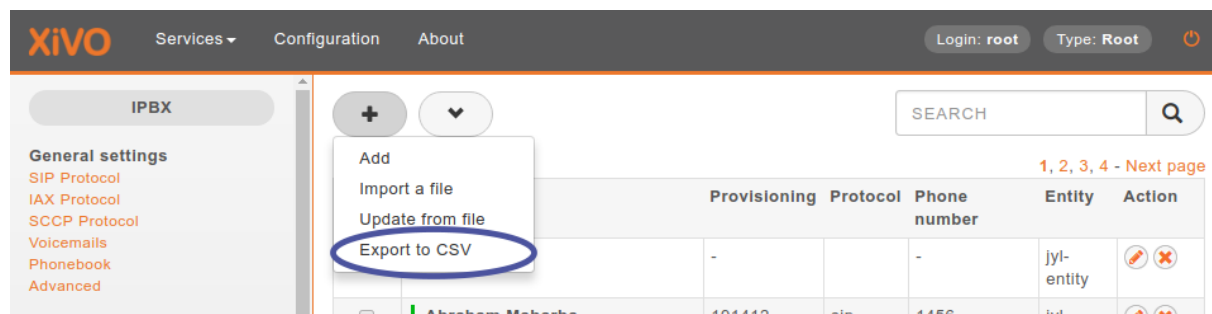 XiVO Services Configuration About Login: root Type: Root
IPBX
General settings
SIP Protocol
IAX Protocol
SCCP Protocol
Voicemails
Phonebook
Advanced
SEARCH
Add
Import a file
Update from file
Export to CSV
1, 2, 3, 4 - Next page
Provisioning Protocol Phone number Entity Action
- - jyl-entity